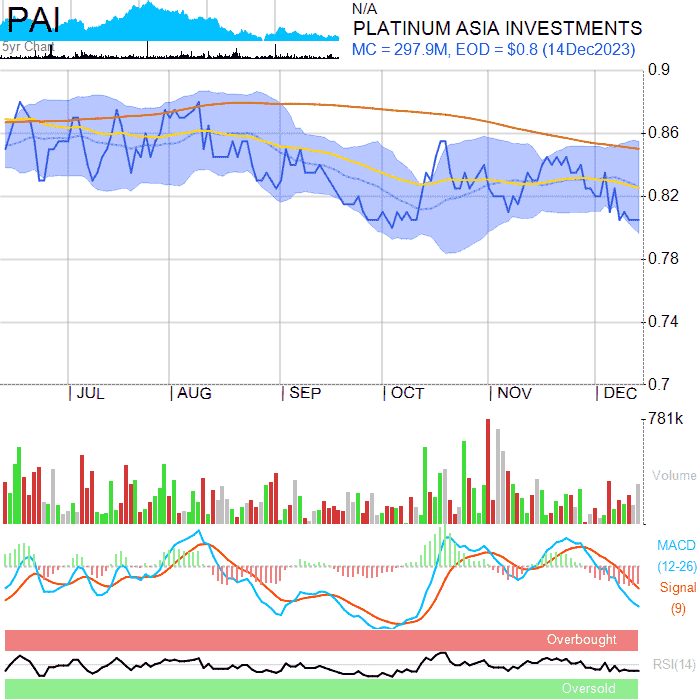 PAI
5yr Chart
N/A
PLATINUM ASIA INVESTMENTS
MC = 297.9M, EOD = $0.8 (14Dec2023)
0.9
0.86
0.82
0.78
0.74
0.7
JUL AUG SEP OCT NOV DEC
781k
Volume
MACD
(12-26)
Signal
(9)
Overbought
RSI(14)
Oversold